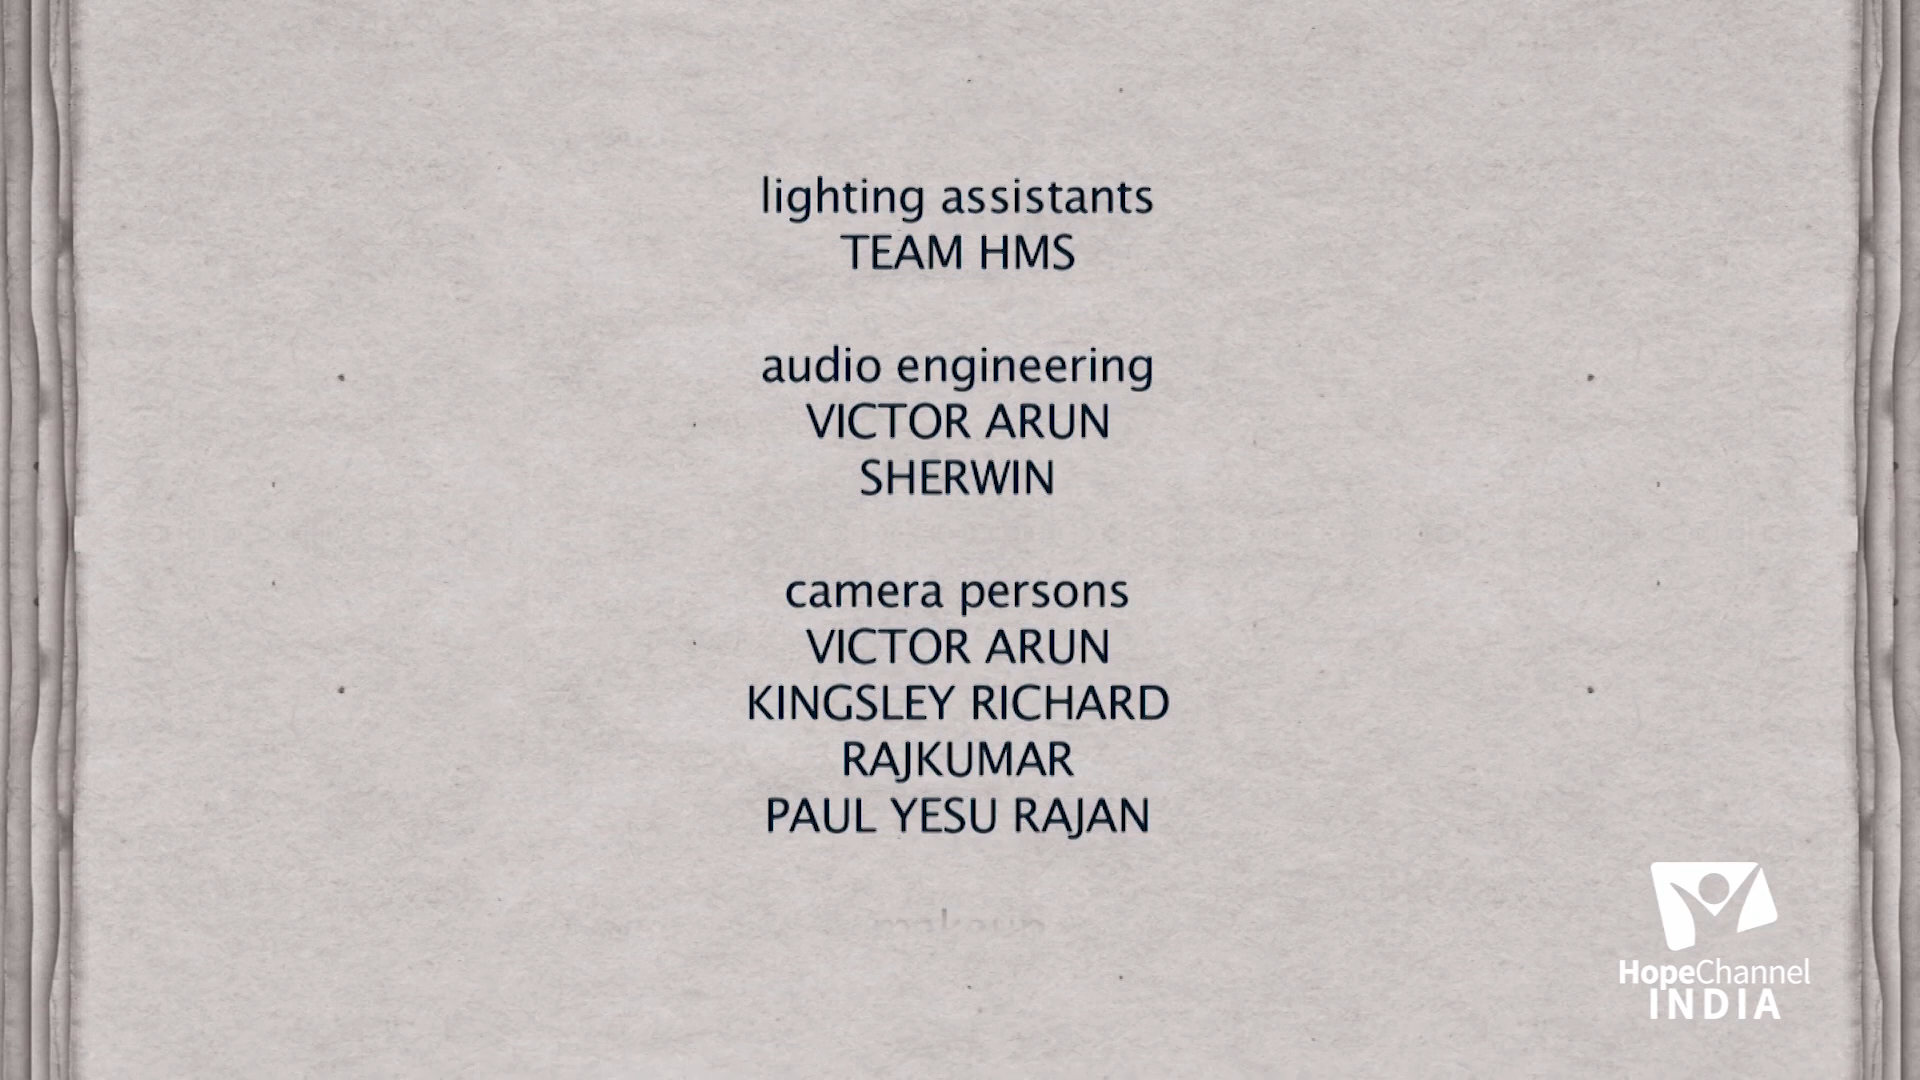 lighting assistants
TEAM HMS
audio engineering
VICTOR ARUN
SHERWIN
camera persons
VICTOR ARUN
KINGSLEY RICHARD
RAJKUMAR
PAUL YESU RAJAN
HopeChannel
INDIA